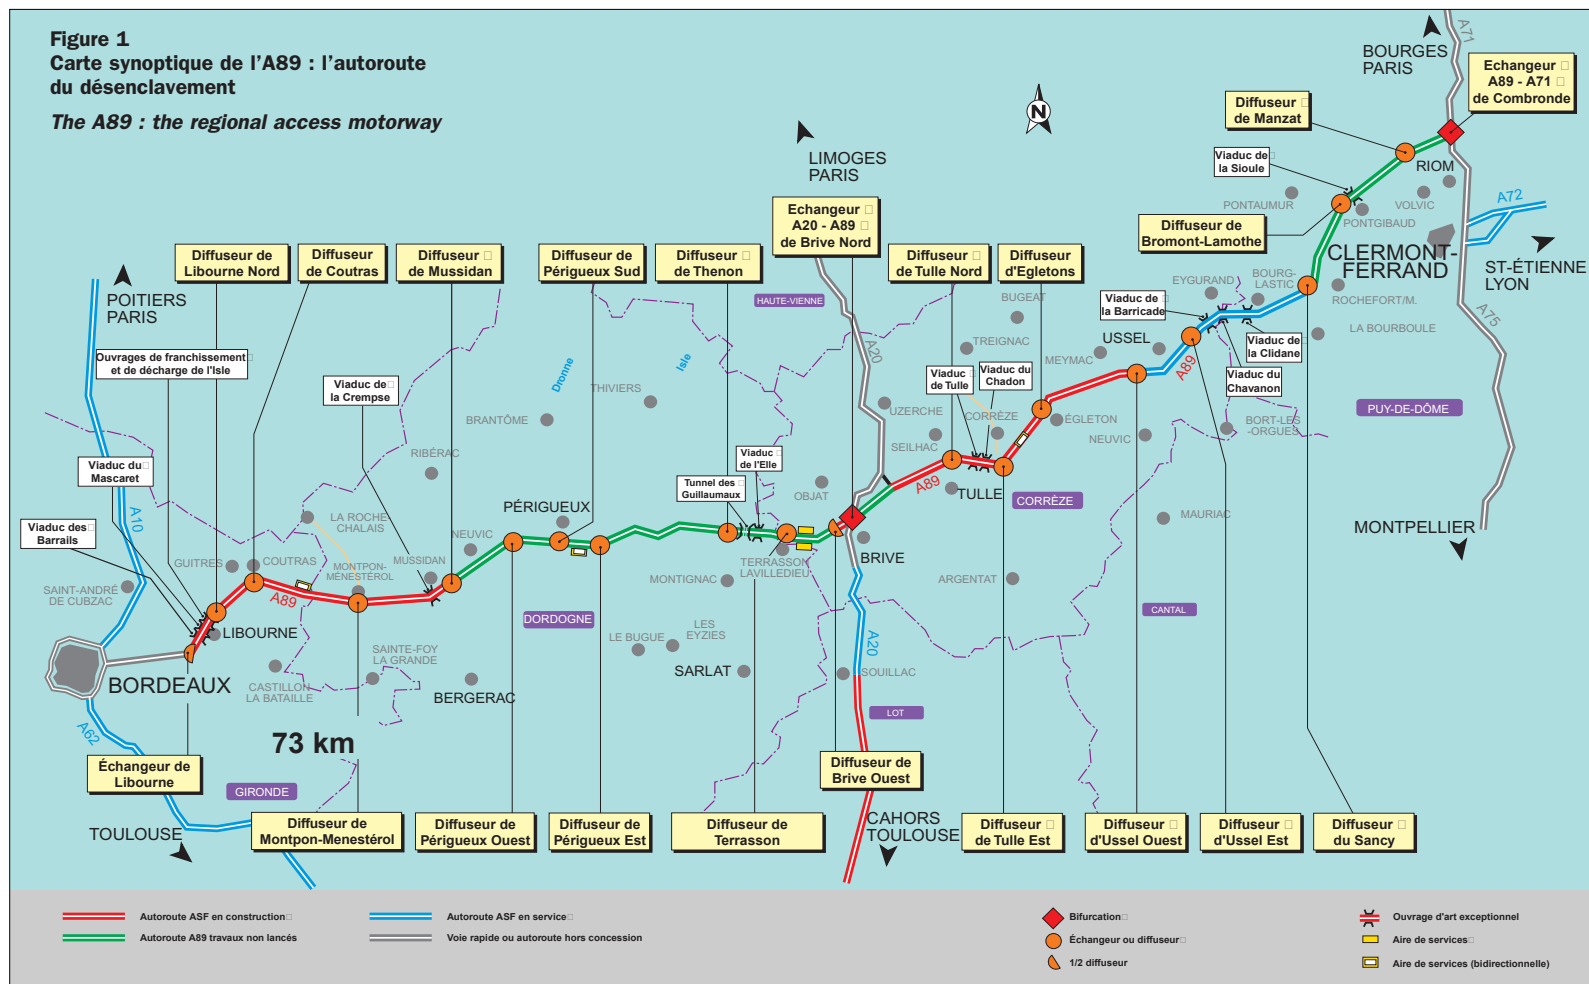 Figure 1
Carte synoptique de l'A89 : l'autoroute
du désenclavement
The A89 : the regional access motorway
N
A71
BOURGES
PARIS
Echangeur
A89 - A71
de Combronde
Diffuseur
de Manzat
Viaduc de
la Sioule
RIOM
PONTAUMUR
VOLVIC
PONTGIBAUD
A72
Diffuseur de
Bromont-Lamothe
CLERMONT-
FERRAND
ST-ÉTIENNE
LYON
LIMOGES
PARIS
Echangeur
A20 - A89
de Brive Nord
Diffuseur de
Libourne Nord
Diffuseur
de Coutras
Diffuseur
de Mussidan
Diffuseur de
Périgueux Sud
Diffuseur
de Thenon
Diffuseur
de Tulle Nord
Diffuseur
d'Egletons
POITIERS
PARIS
HAUTE-VIENNE
BUGEAT
EYGURAND
BOURG-
LASTIC
ROCHEFORT/M.
Viaduc de
la Barricade
LA BOURBOULE
A75
Ouvrages de franchissement
et de décharge de l'Isle
Viaduc de
la Crempse
Dronne
Isle
THIVIERS
BRANTÔME
A20
TREIGNAC
MEYMAC
USSEL
A89
Viaduc de
la Clidane
Viaduc du
Chavanon
Viaduc
de Tulle
Viaduc du
Chadon
UZERCHE
CORRÈZE
SEILHAC
ÉGLETON
NEUVIC
BORT-LES
-ORGUES
PUY-DE-DÔME
Viaduc du
Mascaret
RIBÉRAC
Viaduc
de l'Elle
Tunnel des
Guillaumaux
OBJAT
A89
TULLE
CORRÈZE
MAURIAC
MONTPELLIER
A10
Viaduc des
Barrails
LA ROCHE
CHALAIS
PÉRIGUEUX
NEUVIC
BRIVE
GUITRES
COUTRAS
MONTPON-
MÉNESTÉROL
MUSSIDAN
TERRASSON
LAVILLEDIEU
MONTIGNAC
ARGENTAT
SAINT-ANDRÉ
DE CUBZAC
A89
LIBOURNE
DORDOGNE
CANTAL
LE BUGUE
LES
EYZIES
SARLAT
A20
SOUILLAC
BORDEAUX
CASTILLON
LA BATAILLE
SAINTE-FOY
LA GRANDE
BERGERAC
LOT
A62
73 km
Échangeur de
Libourne
GIRONDE
Diffuseur de
Brive Ouest
TOULOUSE
Diffuseur de
Montpon-Menestérol
Diffuseur de
Périgueux Ouest
Diffuseur de
Périgueux Est
Diffuseur de
Terrasson
CAHORS
TOULOUSE
Diffuseur
de Tulle Est
Diffuseur
d'Ussel Ouest
Diffuseur
d'Ussel Est
Diffuseur
du Sancy
Autoroute ASF en construction
Autoroute ASF en service
Bifurcation
Ouvrage d'art exceptionnel
Autoroute A89 travaux non lancés
Voie rapide ou autoroute hors concession
Échangeur ou diffuseur
Aire de services
1/2 diffuseur
Aire de services (bidirectionnelle)